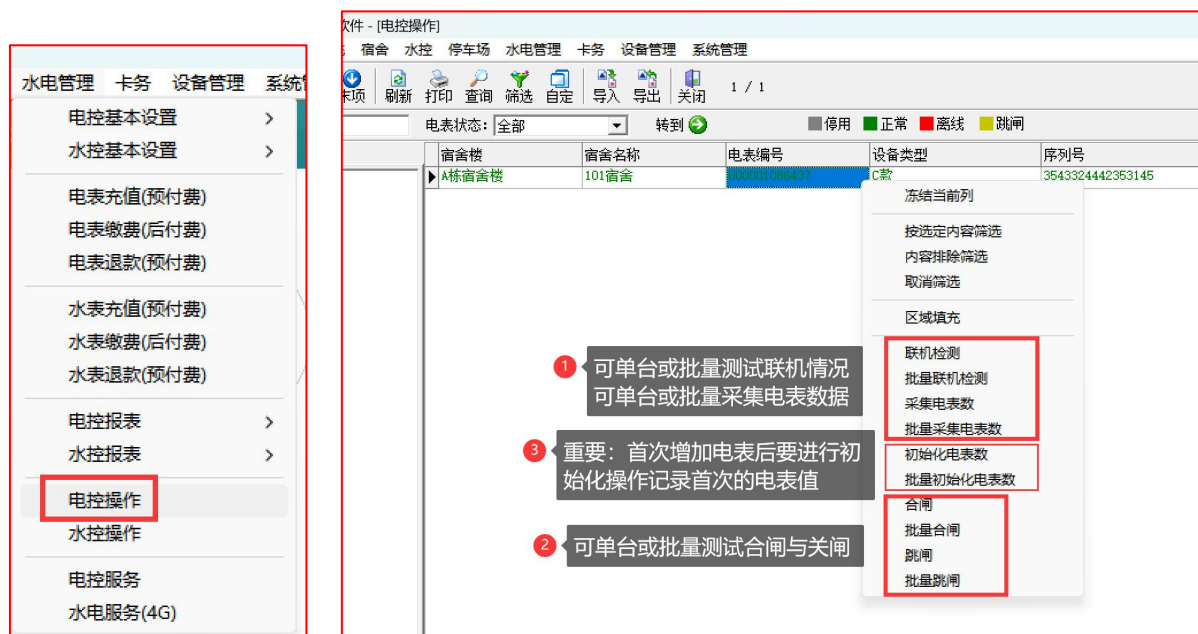 水电管理 卡务 设备管理
电控基本设置
水控基本设置
电表充值(预付费)
电表缴费(后付费)
电表退款(预付费)
水表充值(预付费)
水表缴费(后付费)
水表退款(预付费)
电控报表
水控报表
电控操作
水控操作
电控服务
水电服务(4G)
软件 - [电控操作]
宿舍 水控 停车场 水电管理 卡务 设备管理 系统管理
末项 刷新 打印 查询 筛选 自定 导入 导出 关闭 1 / 1
电表状态: 全部 转到 停用 正常 离线 跳闸
宿舍楼 宿舍名称 电表编号 设备类型 序列号
A栋宿舍楼 101宿舍 000001086437 C款 3543324442353145
冻结当前列
按选定内容筛选
内容排除筛选
取消筛选
区域填充
联机检测
批量联机检测
采集电表数
批量采集电表数
初始化电表数
批量初始化电表数
合闸
批量合闸
跳闸
批量跳闸
1 可单台或批量测试联机情况
可单台或批量采集电表数据
3 重要：首次增加电表后要进行初
始化操作记录首次的电表值
2 可单台或批量测试合闸与关闸